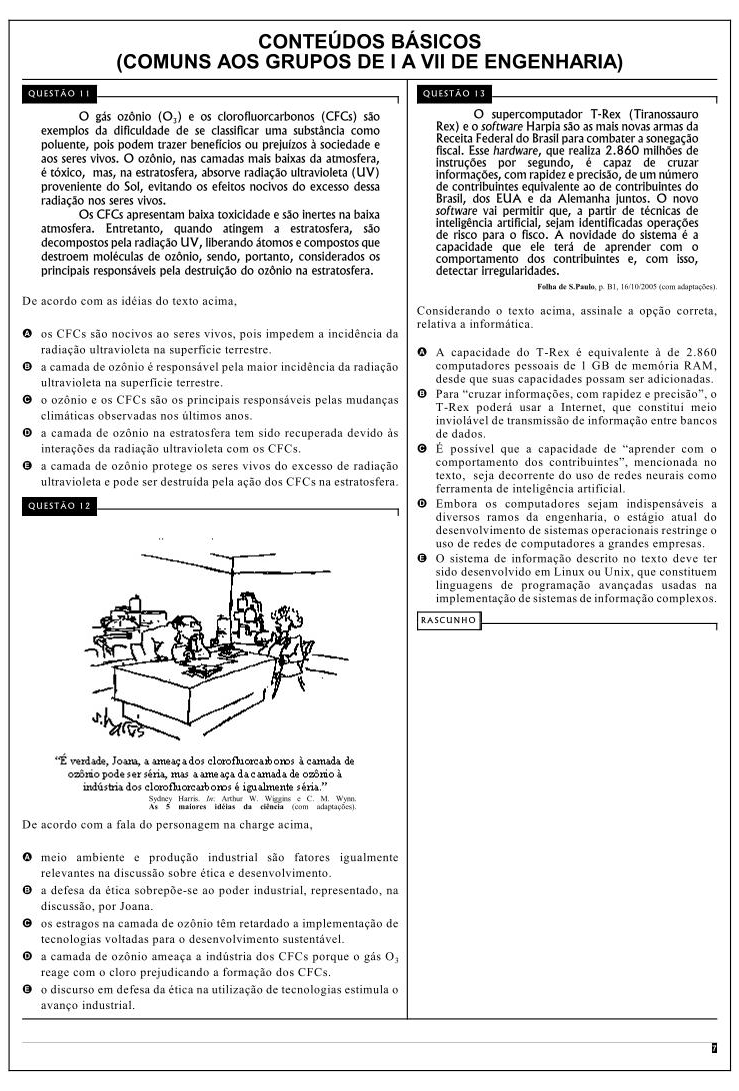 CONTEÚDOS BÁSICOS
(COMUNS AOS GRUPOS DE I A VII DE ENGENHARIA)
QUESTÃO 11
O gás ozônio (O3) e os clorofluorcarbonos (CFCs) são
exemplos da dificuldade de se classificar uma substância como
poluente, pois podem trazer benefícios ou prejuízos à sociedade e
aos seres vivos. O ozônio, nas camadas mais baixas da atmosfera,
é tóxico, mas, na estratosfera, absorve radiação ultravioleta (UV)
proveniente do Sol, evitando os efeitos nocivos do excesso dessa
radiação nos seres vivos.
Os CFCs apresentam baixa toxicidade e são inertes na baixa
atmosfera. Entretanto, quando atingem a estratosfera, são
decompostos pela radiação UV, liberando átomos e compostos que
destroem moléculas de ozônio, sendo, portanto, considerados os
principais responsáveis pela destruição do ozônio na estratosfera.
De acordo com as idéias do texto acima,
A os CFCs são nocivos ao seres vivos, pois impedem a incidência da
radiação ultravioleta na superfície terrestre.
B a camada de ozônio é responsável pela maior incidência da radiação
ultravioleta na superfície terrestre.
C o ozônio e os CFCs são os principais responsáveis pelas mudanças
climáticas observadas nos últimos anos.
D a camada de ozônio na estratosfera tem sido recuperada devido às
interações da radiação ultravioleta com os CFCs.
E a camada de ozônio protege os seres vivos do excesso de radiação
ultravioleta e pode ser destruída pela ação dos CFCs na estratosfera.
QUESTÃO 12
s.harris
“É verdade, Joana, a ameaça dos clorofluorcarbonos à camada de
ozônio pode ser séria, mas a ameaça da camada de ozônio à
indústria dos clorofluorcarbonos é igualmente séria.”
Sydney Harris. In: Arthur W. Wiggins e C. M. Wynn.
As 5 maiores idéias da ciência (com adaptações).
De acordo com a fala do personagem na charge acima,
A meio ambiente e produção industrial são fatores igualmente
relevantes na discussão sobre ética e desenvolvimento.
B a defesa da ética sobrepõe-se ao poder industrial, representado, na
discussão, por Joana.
C os estragos na camada de ozônio têm retardado a implementação de
tecnologias voltadas para o desenvolvimento sustentável.
D a camada de ozônio ameaça a indústria dos CFCs porque o gás O3
reage com o cloro prejudicando a formação dos CFCs.
E o discurso em defesa da ética na utilização de tecnologias estimula o
avanço industrial.
QUESTÃO 13
O supercomputador T-Rex (Tiranossauro
Rex) e o software Harpia são as mais novas armas da
Receita Federal do Brasil para combater a sonegação
fiscal. Esse hardware, que realiza 2.860 milhões de
instruções por segundo, é capaz de cruzar
informações, com rapidez e precisão, de um número
de contribuintes equivalente ao de contribuintes do
Brasil, dos EUA e da Alemanha juntos. O novo
software vai permitir que, a partir de técnicas de
inteligência artificial, sejam identificadas operações
de risco para o fisco. A novidade do sistema é a
capacidade que ele terá de aprender com o
comportamento dos contribuintes e, com isso,
detectar irregularidades.
Folha de S.Paulo, p. B1, 16/10/2005 (com adaptações).
Considerando o texto acima, assinale a opção correta,
relativa a informática.
A A capacidade do T-Rex é equivalente à de 2.860
computadores pessoais de 1 GB de memória RAM,
desde que suas capacidades possam ser adicionadas.
B Para “cruzar informações, com rapidez e precisão”, o
T-Rex poderá usar a Internet, que constitui meio
inviolável de transmissão de informação entre bancos
de dados.
C É possível que a capacidade de “aprender com o
comportamento dos contribuintes”, mencionada no
texto, seja decorrente do uso de redes neurais como
ferramenta de inteligência artificial.
D Embora os computadores sejam indispensáveis a
diversos ramos da engenharia, o estágio atual do
desenvolvimento de sistemas operacionais restringe o
uso de redes de computadores a grandes empresas.
E O sistema de informação descrito no texto deve ter
sido desenvolvido em Linux ou Unix, que constituem
linguagens de programação avançadas usadas na
implementação de sistemas de informação complexos.
RASCUNHO
7